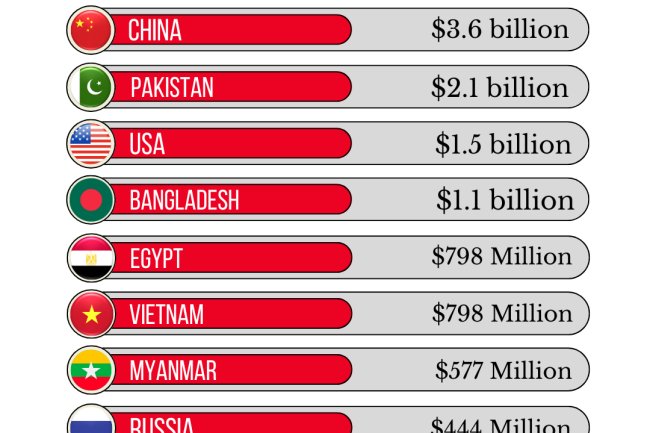 CHINA $3.6 billion
PAKISTAN $2.1 billion
USA $1.5 billion
BANGLADESH $1.1 billion
EGYPT $798 Million
VIETNAM $798 Million
MYANMAR $577 Million
RUSSIA $444 Million